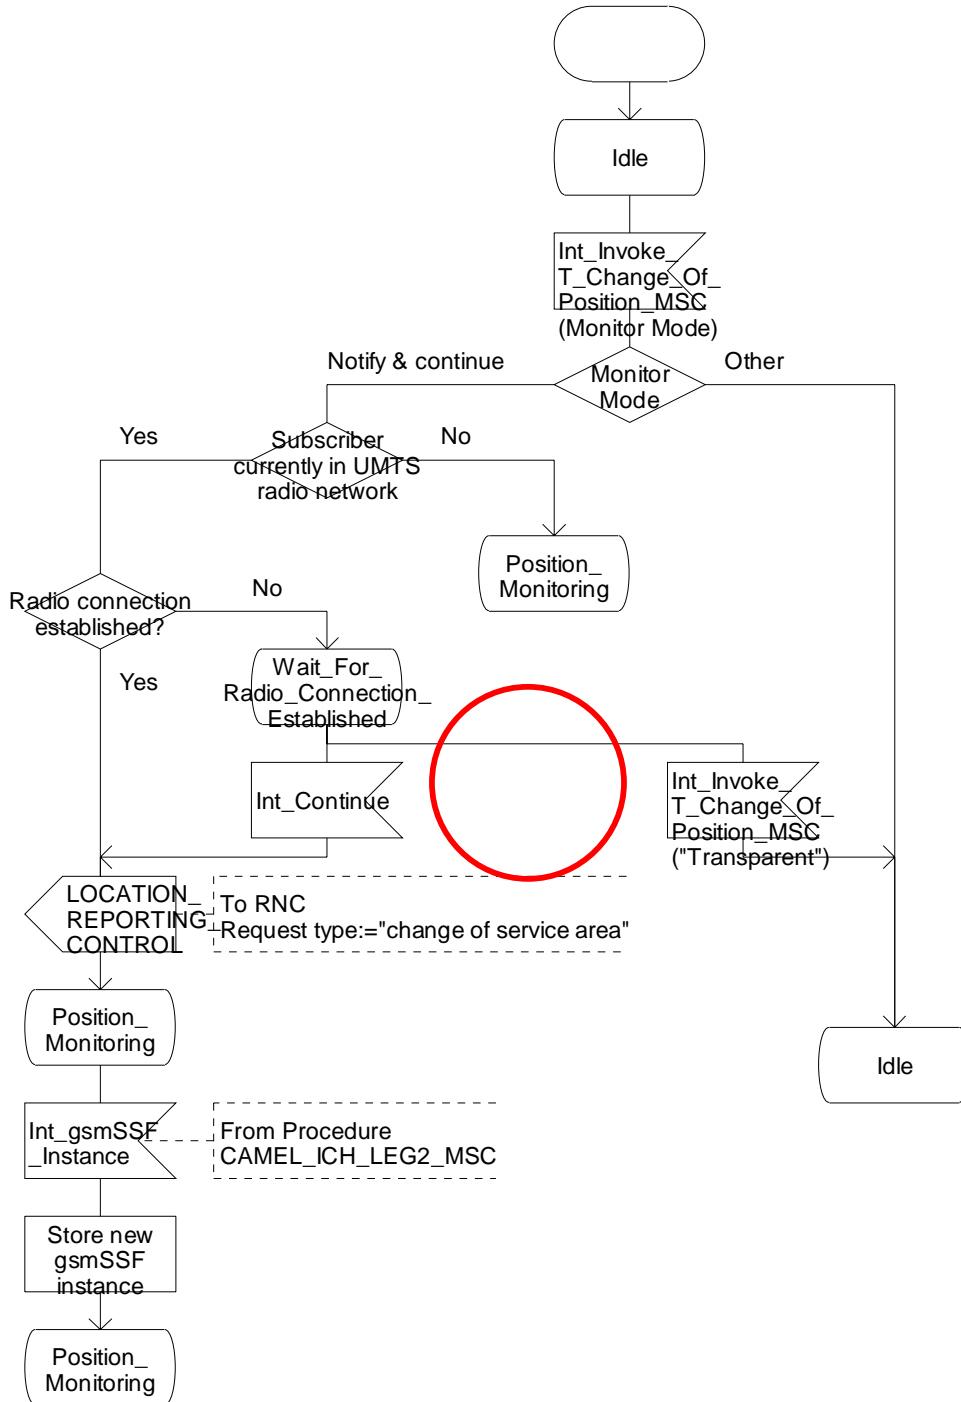 Idle
Int_Invoke_
T_Change_Of_
Position_MSC
(Monitor Mode)
Notify & continue
Monitor
Mode
Other
Yes
Subscriber
currently in UMTS
radio network
No
Position_
Monitoring
Radio connection
established?
No
Yes
Wait_For_
Radio_Connection_
Established
Int_Continue
Int_Invoke_
T_Change_Of_
Position_MSC
("Transparent")
LOCATION_
REPORTING_
CONTROL
To RNC
Request type:="change of service area"
Position_
Monitoring
Idle
Int_gsmSSF
_Instance
From Procedure
CAMEL_ICH_LEG2_MSC
Store new
gsmSSF
instance
Position_
Monitoring